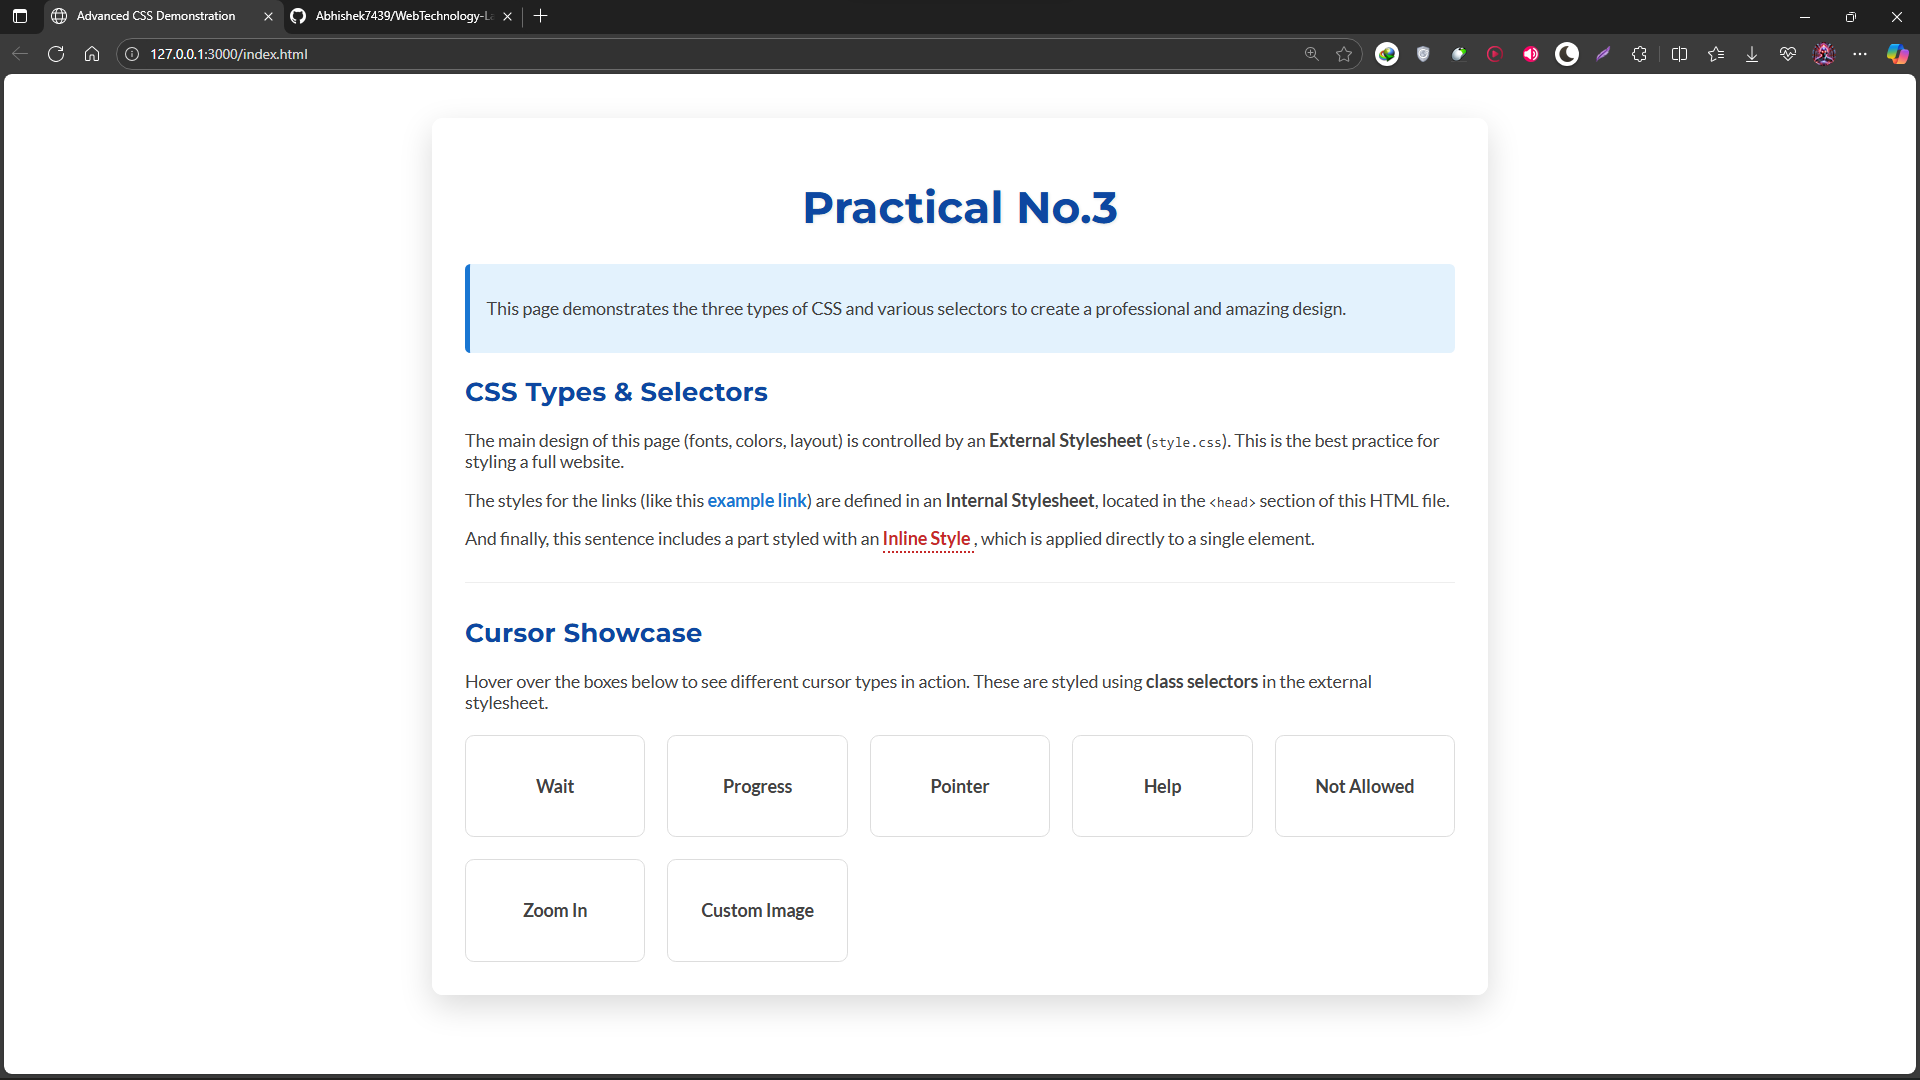 Advanced CSS Demonstration
Abhishek7439/WebTechnology-La
127.0.0.1:3000/index.html
Practical No.3
This page demonstrates the three types of CSS and various selectors to create a professional and amazing design.
CSS Types & Selectors
The main design of this page (fonts, colors, layout) is controlled by an External Stylesheet (style.css). This is the best practice for
styling a full website.
The styles for the links (like this example link) are defined in an Internal Stylesheet, located in the <head> section of this HTML file.
And finally, this sentence includes a part styled with an Inline Style , which is applied directly to a single element.
Cursor Showcase
Hover over the boxes below to see different cursor types in action. These are styled using class selectors in the external
stylesheet.
Wait
Progress
Pointer
Help
Not Allowed
Zoom In
Custom Image